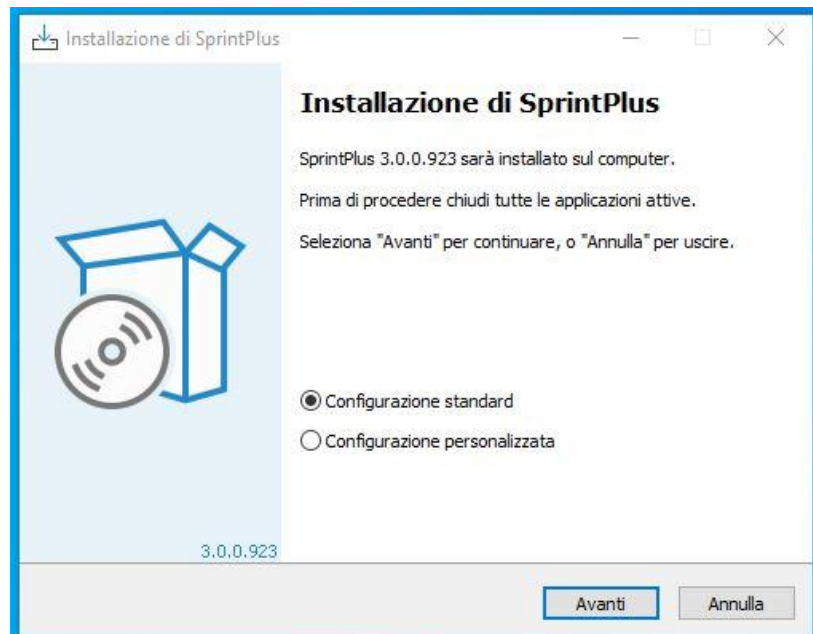 Installazione di SprintPlus
Installazione di SprintPlus
SprintPlus 3.0.0.923 sarà installato sul computer.
Prima di procedere chiudi tutte le applicazioni attive.
Seleziona "Avanti" per continuare, o "Annulla" per uscire.
Configurazione standard
Configurazione personalizzata
3.0.0.923
Avanti
Annulla